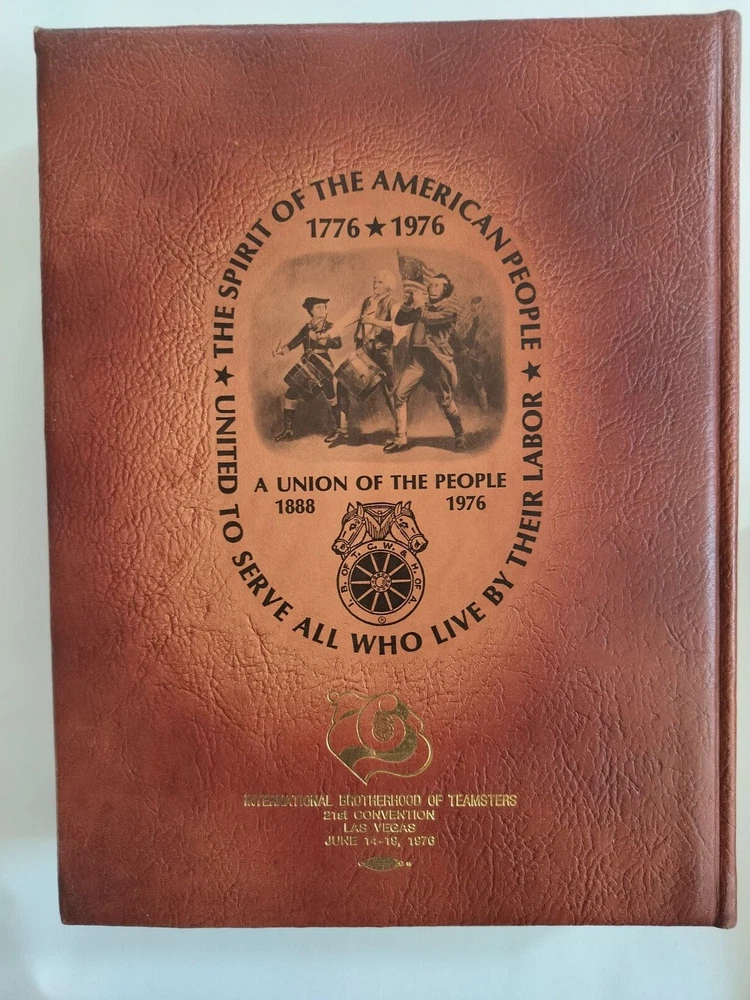 ★ THE SPIRIT OF THE AMERICAN PEOPLE ★
1776 ★ 1976
A UNION OF THE PEOPLE
1888 1976
I. B. OF T. C. W. & H. OF A.
UNITED TO SERVE ALL WHO LIVE BY THEIR LABOR
INTERNATIONAL BROTHERHOOD OF TEAMSTERS
21st CONVENTION
LAS VEGAS
JUNE 14-18, 1976